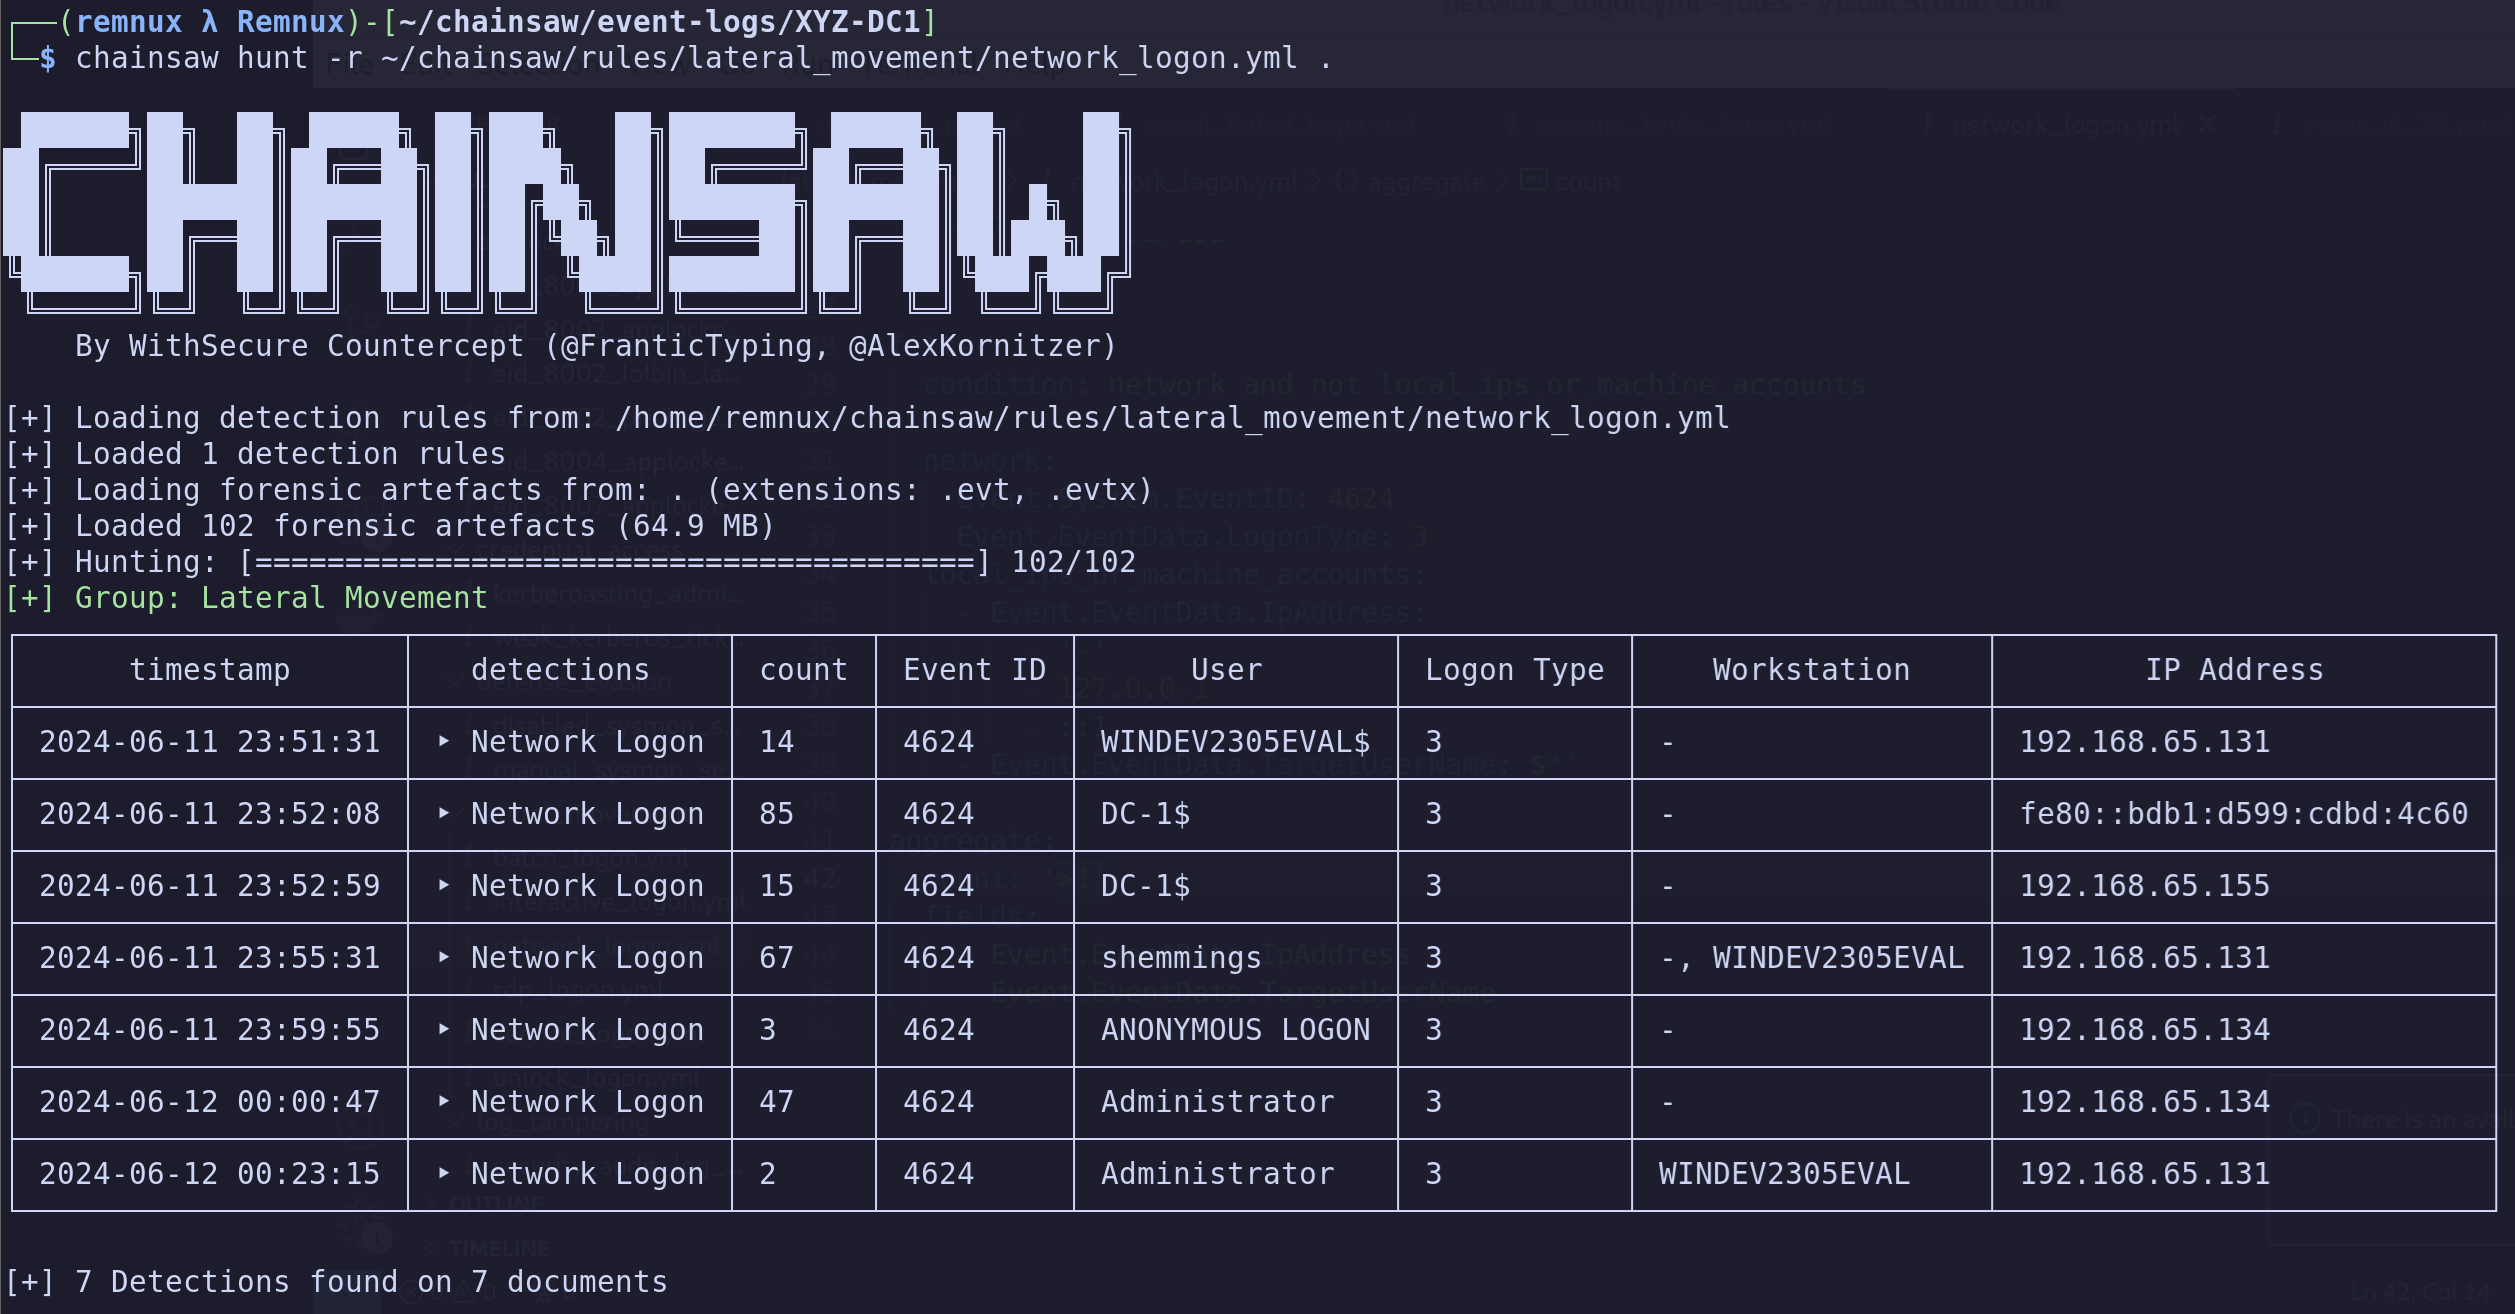 (remnux λ Remnux)-[~/chainsaw/event-logs/XYZ-DC1]
$ chainsaw hunt -r ~/chainsaw/rules/lateral_movement/network_logon.yml .
CHAINSAW
By WithSecure Countercept (@FranticTyping, @AlexKornitzer)
[+] Loading detection rules from: /home/remnux/chainsaw/rules/lateral_movement/network_logon.yml
[+] Loaded 1 detection rules
[+] Loading forensic artefacts from: . (extensions: .evt, .evtx)
[+] Loaded 102 forensic artefacts (64.9 MB)
[+] Hunting: [========================================] 102/102
[+] Group: Lateral Movement
timestamp detections count Event ID User Logon Type Workstation IP Address
2024-06-11 23:51:31 ‣ Network Logon 14 4624 WINDEV2305EVAL$ 3 - 192.168.65.131
2024-06-11 23:52:08 ‣ Network Logon 85 4624 DC-1$ 3 - fe80::bdb1:d599:cdbd:4c60
2024-06-11 23:52:59 ‣ Network Logon 15 4624 DC-1$ 3 - 192.168.65.155
2024-06-11 23:55:31 ‣ Network Logon 67 4624 shemmings 3 -, WINDEV2305EVAL 192.168.65.131
2024-06-11 23:59:55 ‣ Network Logon 3 4624 ANONYMOUS LOGON 3 - 192.168.65.134
2024-06-12 00:00:47 ‣ Network Logon 47 4624 Administrator 3 - 192.168.65.134
2024-06-12 00:23:15 ‣ Network Logon 2 4624 Administrator 3 WINDEV2305EVAL 192.168.65.131
[+] 7 Detections found on 7 documents